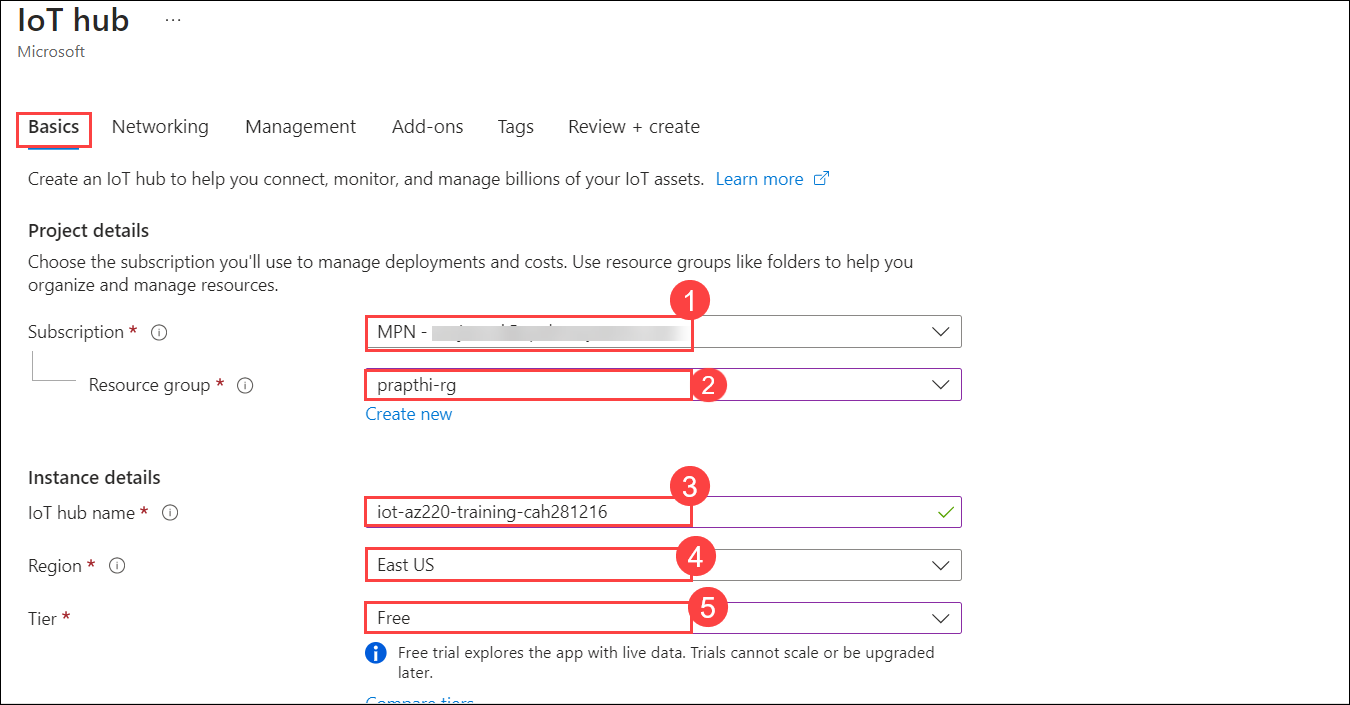 IoT hub ...
Microsoft
Basics Networking Management Add-ons Tags Review + create
Create an IoT hub to help you connect, monitor, and manage billions of your IoT assets. Learn more
Project details
Choose the subscription you'll use to manage deployments and costs. Use resource groups like folders to help you
organize and manage resources.
1
Subscription * MPN -
Resource group * prapthi-rg 2
Create new
Instance details
3
IoT hub name * iot-az220-training-cah281216
Region * East US 4
Tier * Free 5
Free trial explores the app with live data. Trials cannot scale or be upgraded
later.
Compare tiers